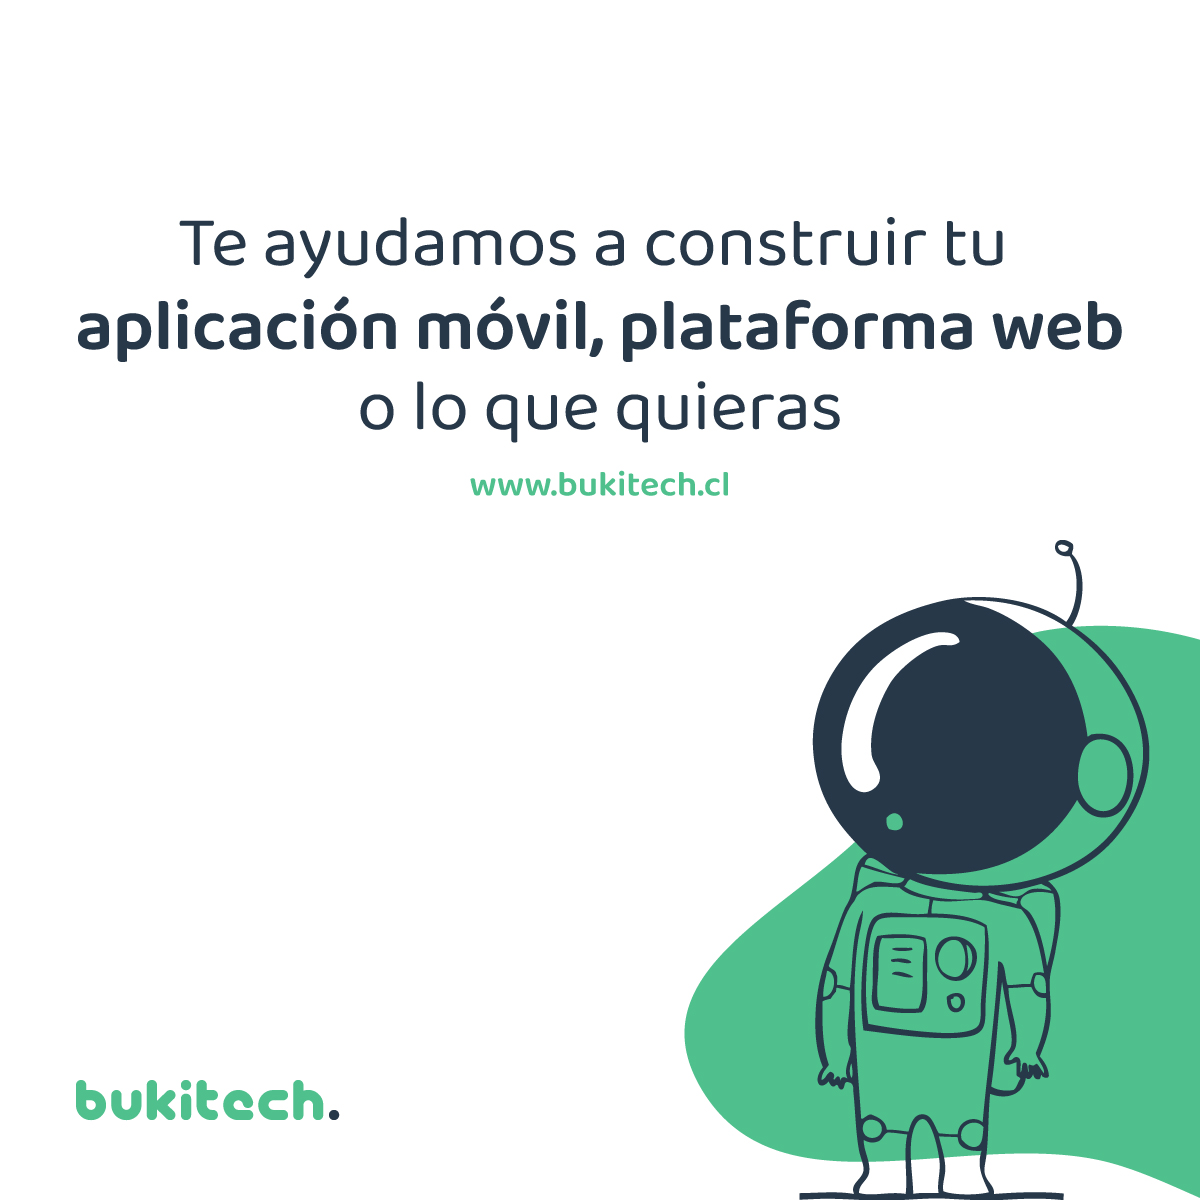 Te ayudamos a construir tu
aplicación móvil, plataforma web
o lo que quieras
www.bukitech.cl
bukitech.